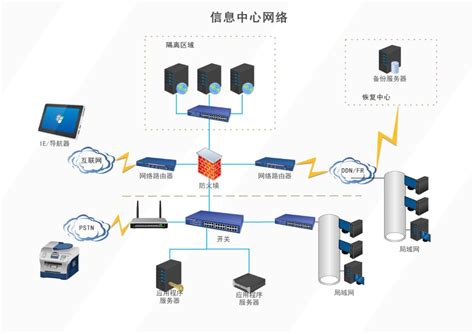 信息中心网络
隔离区域
备份服务器
恢复中心
IE/导航器
互联网
网络路由器
防火墙
网络路由器
DDN/FR
PSTN
开关
局域网
局域网
应用程序
服务器
应用程序
服务器